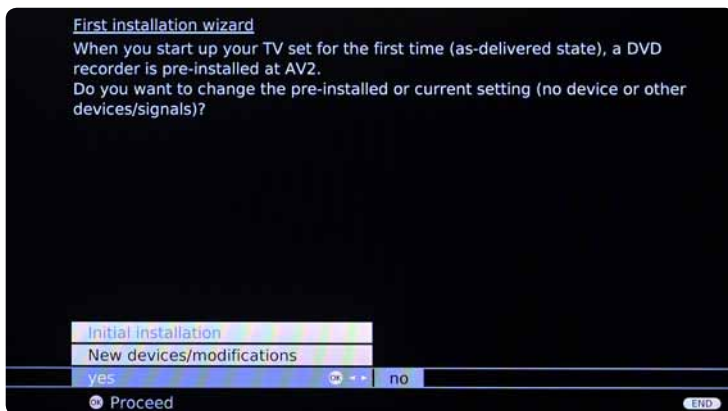 First installation wizard
When you start up your TV set for the first time (as-delivered state), a DVD
recorder is pre-installed at AV2.
Do you want to change the pre-installed or current setting (no device or other
devices/signals)?
Initial installation
New devices/modifications
yes OK no
OK Proceed END